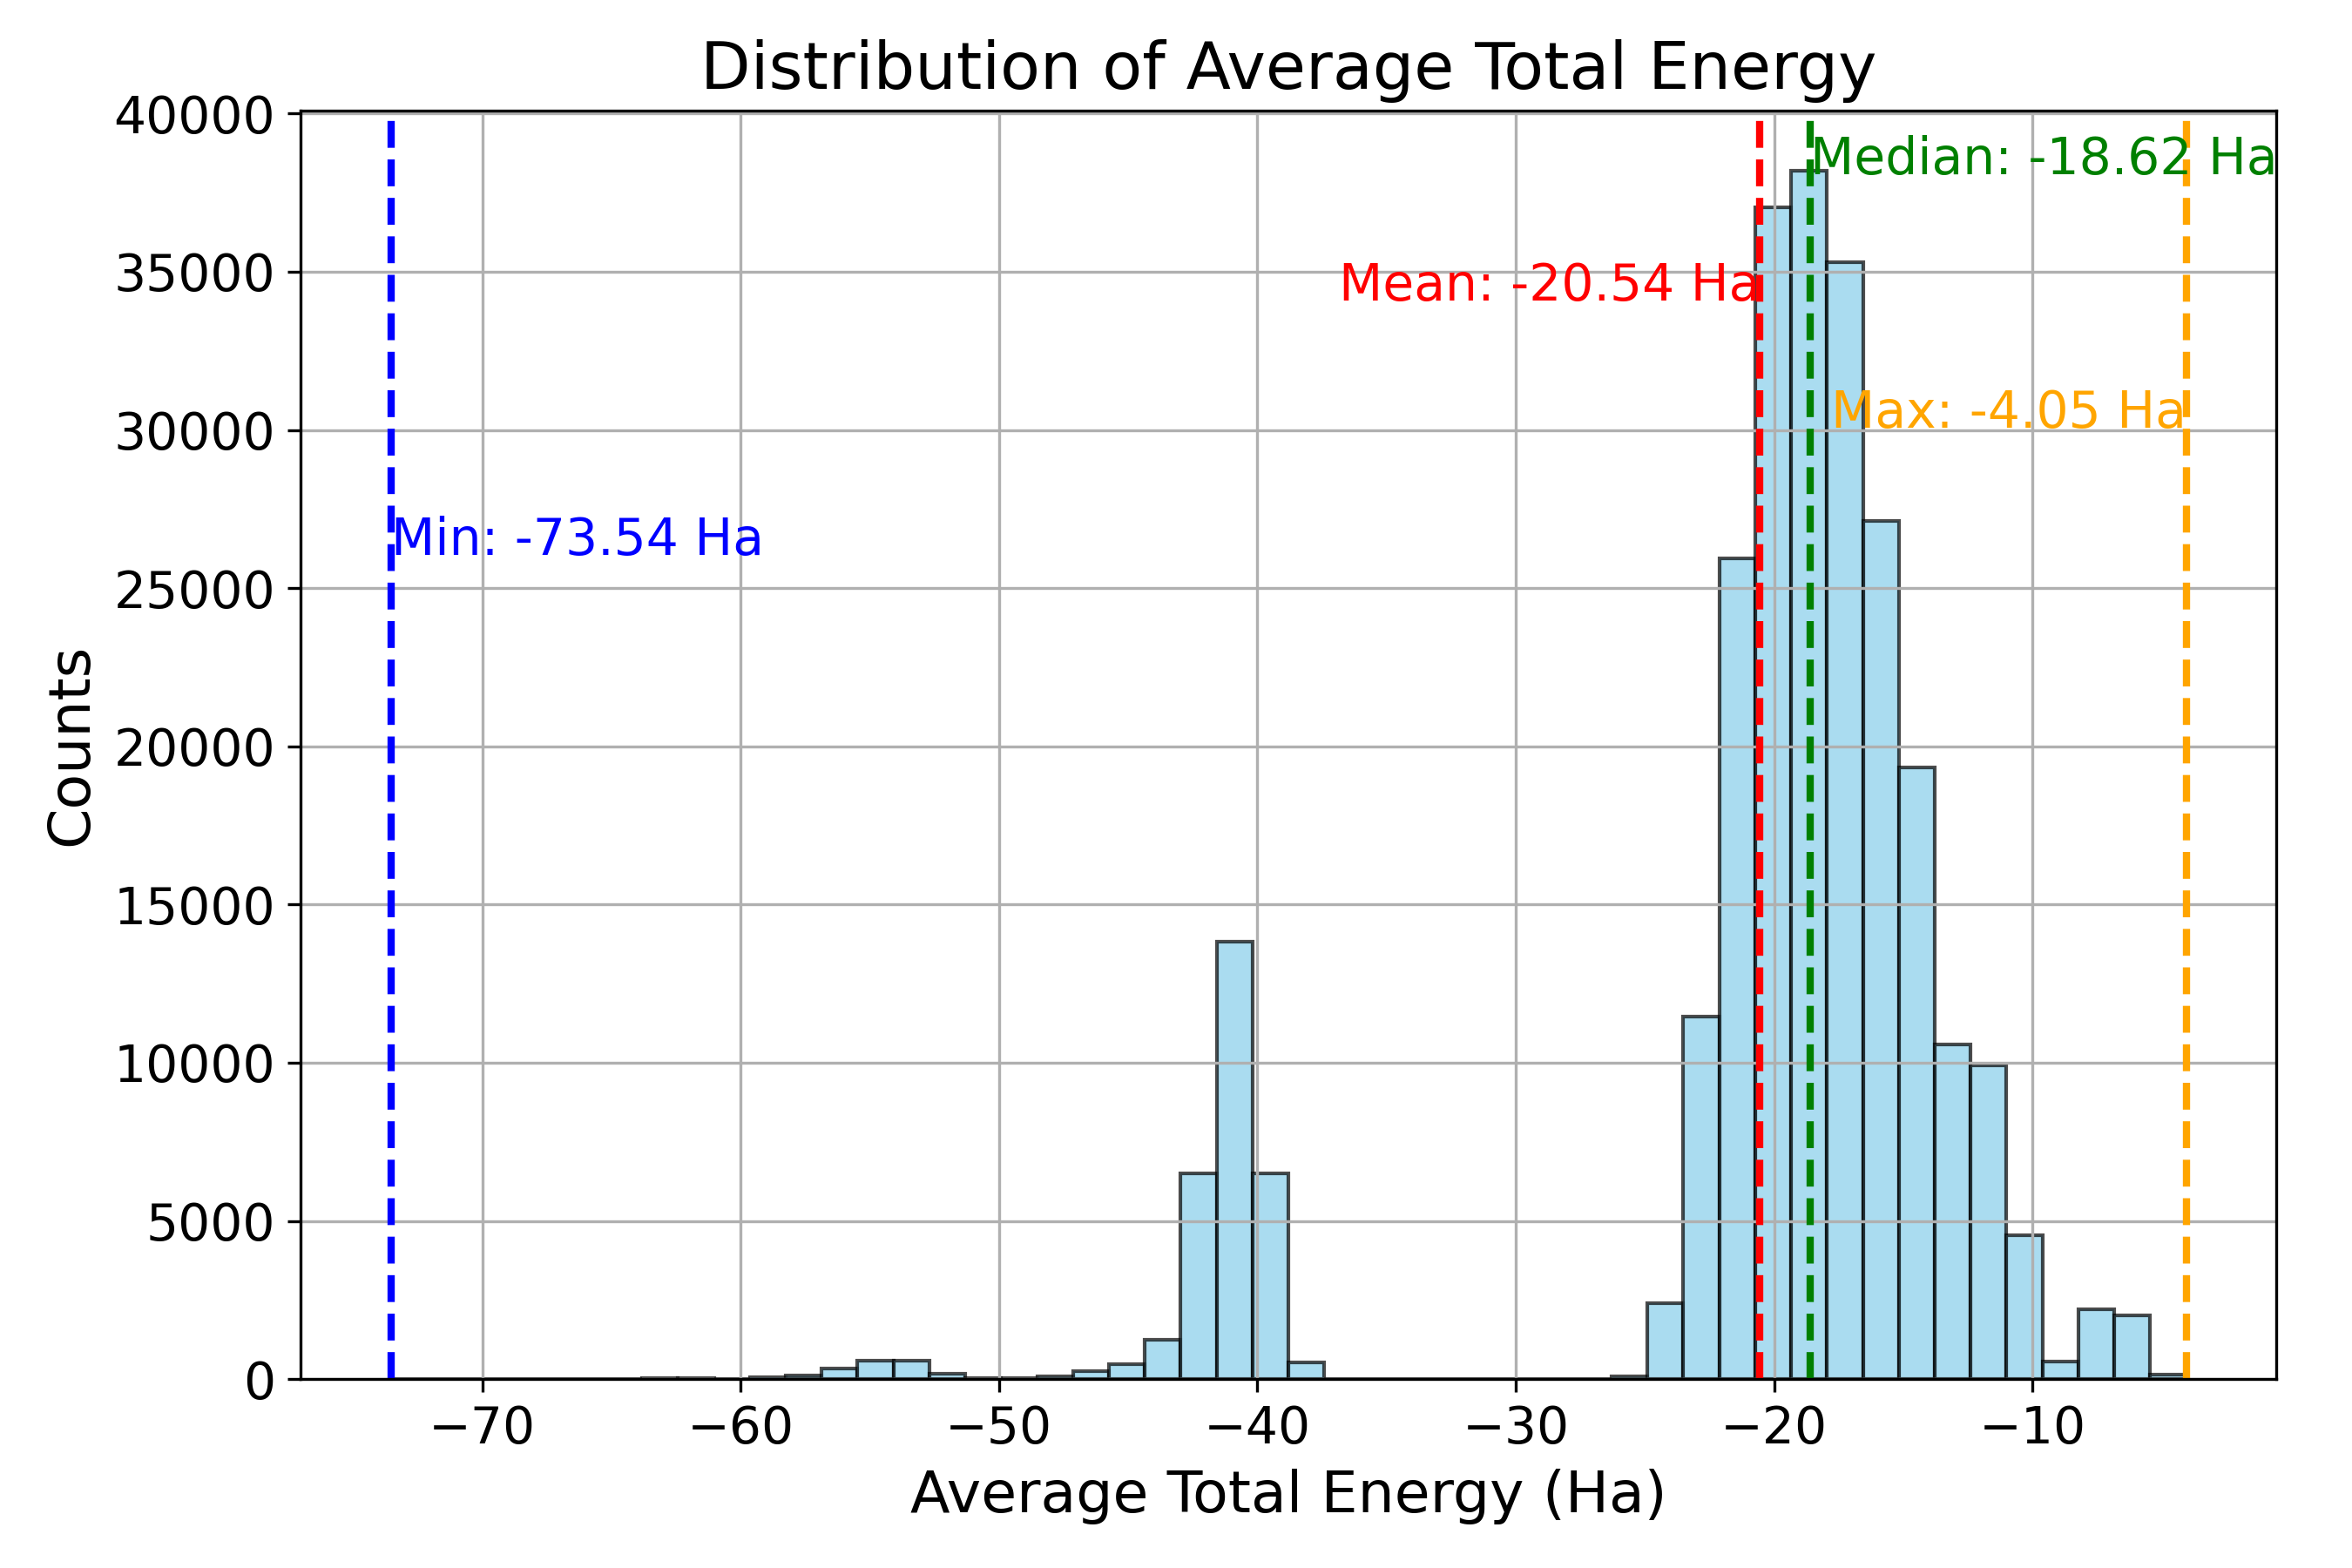 Distribution of Average Total Energy
40000
35000
30000
25000
20000
15000
10000
5000
0
Counts
Median: -18.62 Ha
Mean: -20.54 Ha
Max: -4.05 Ha
Min: -73.54 Ha
−70
−60
−50
−40
−30
−20
−10
Average Total Energy (Ha)